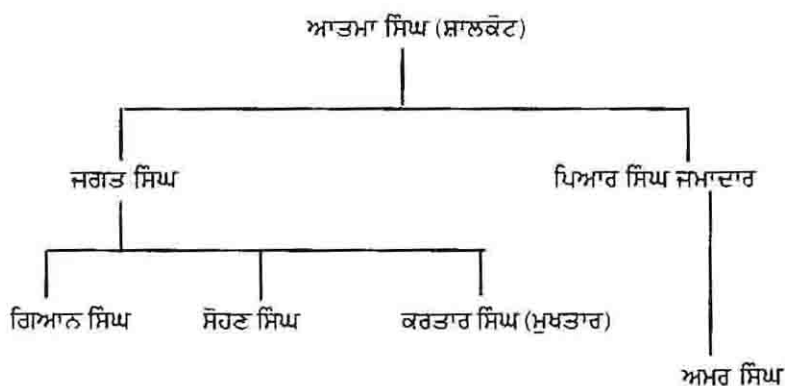 ਆਤਮਾ ਸਿੰਘ (ਸ਼ਾਲਕੋਟ)
ਜਗਤ ਸਿੰਘ ਪਿਆਰ ਸਿੰਘ ਜਮਾਦਾਰ
ਗਿਆਨ ਸਿੰਘ ਸੋਹਣ ਸਿੰਘ ਕਰਤਾਰ ਸਿੰਘ (ਮੁਖਤਾਰ)
ਅਮਰ ਸਿੰਘ